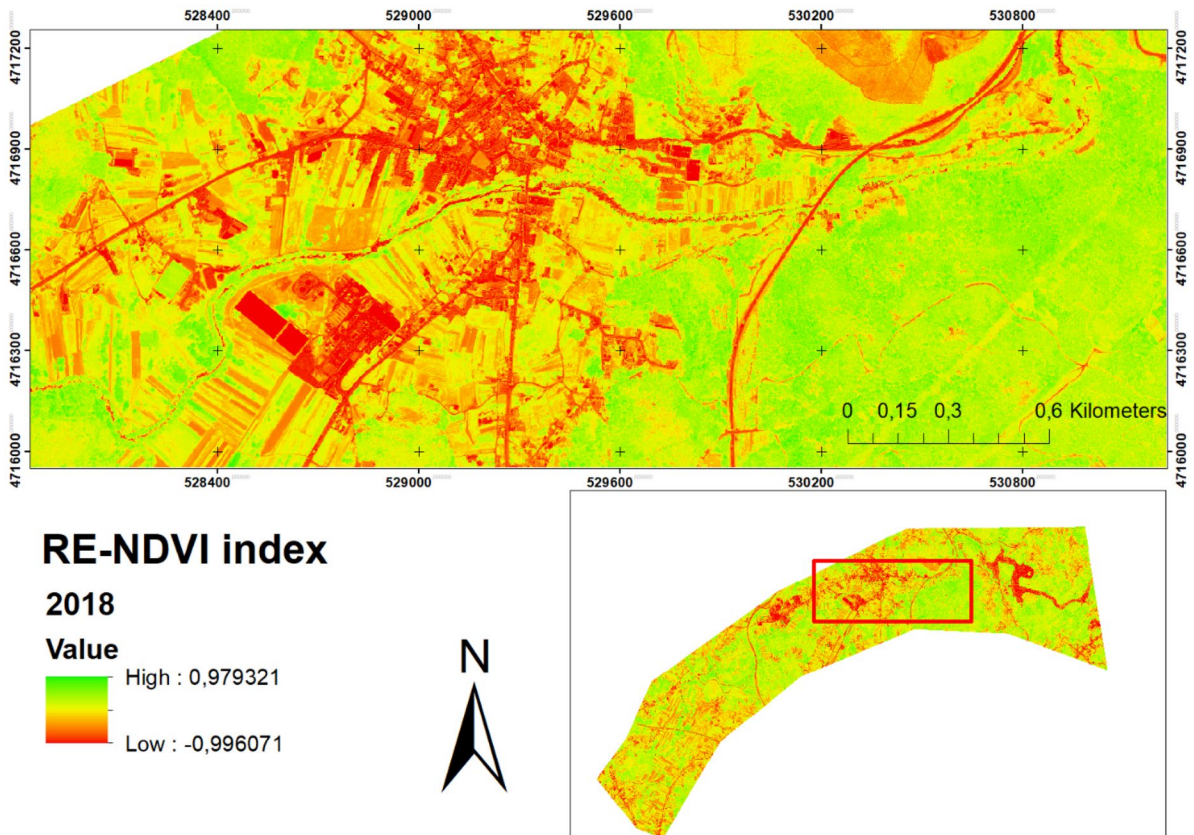 528400 529000 529600 530200 530800
4717200 4717200
4716900 4716900
4716600 4716600
4716300 4716300
0 0,15 0,3 0,6 Kilometers
4716000 4716000
528400 529000 529600 530200 530800
RE-NDVI index
2018
Value
High : 0,979321
Low : -0,996071
N